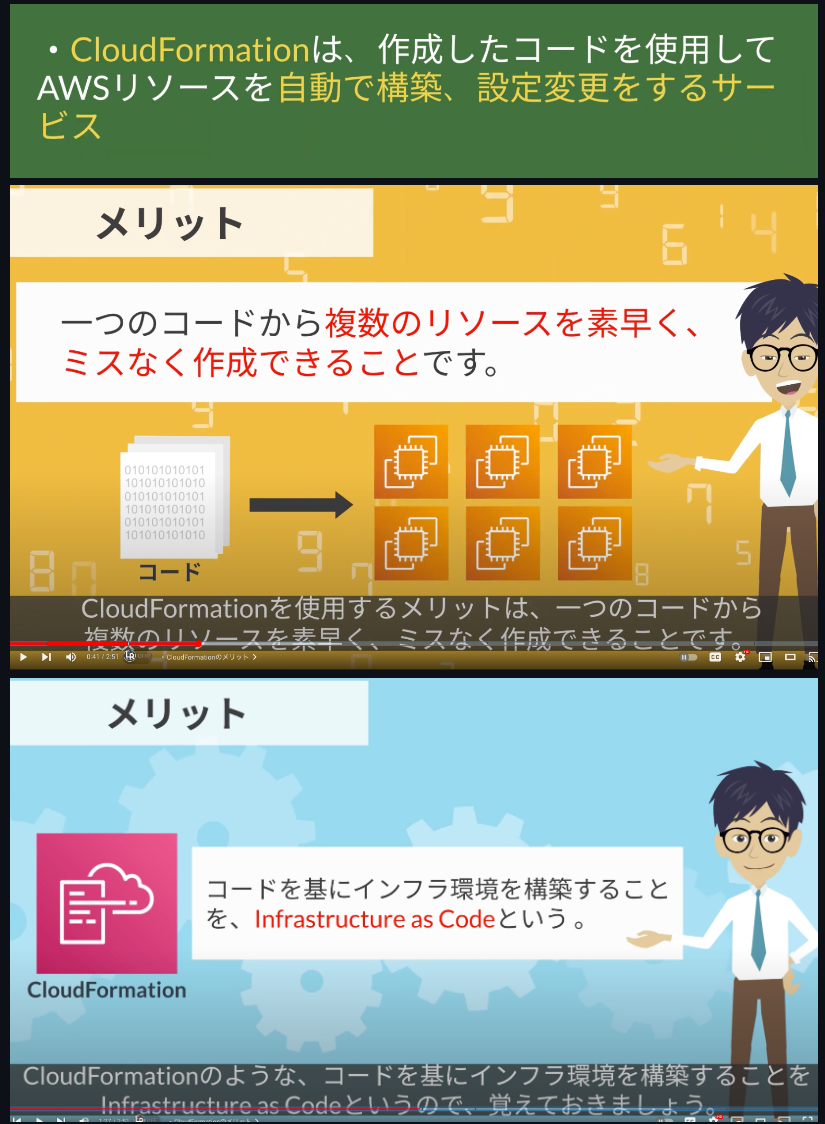 ・CloudFormationは、作成したコードを使用して
AWSリソースを自動で構築、設定変更をするサー
ビス
メリット
一つのコードから複数のリソースを素早く、
ミスなく作成できることです。
010101010101
101010101010
010101010101
101010101010
010101010101
101010101010
コード
CloudFormationを使用するメリットは、一つのコードから
複数のリソースを素早く、ミスなく作成できることです。
0:41 / 2:51 • CloudFormationのメリット
メリット
コードを基にインフラ環境を構築すること
を、Infrastructure as Codeという 。
CloudFormation
CloudFormationのような、コードを基にインフラ環境を構築することを
Infrastructure as Codeというので、覚えておきましょう。